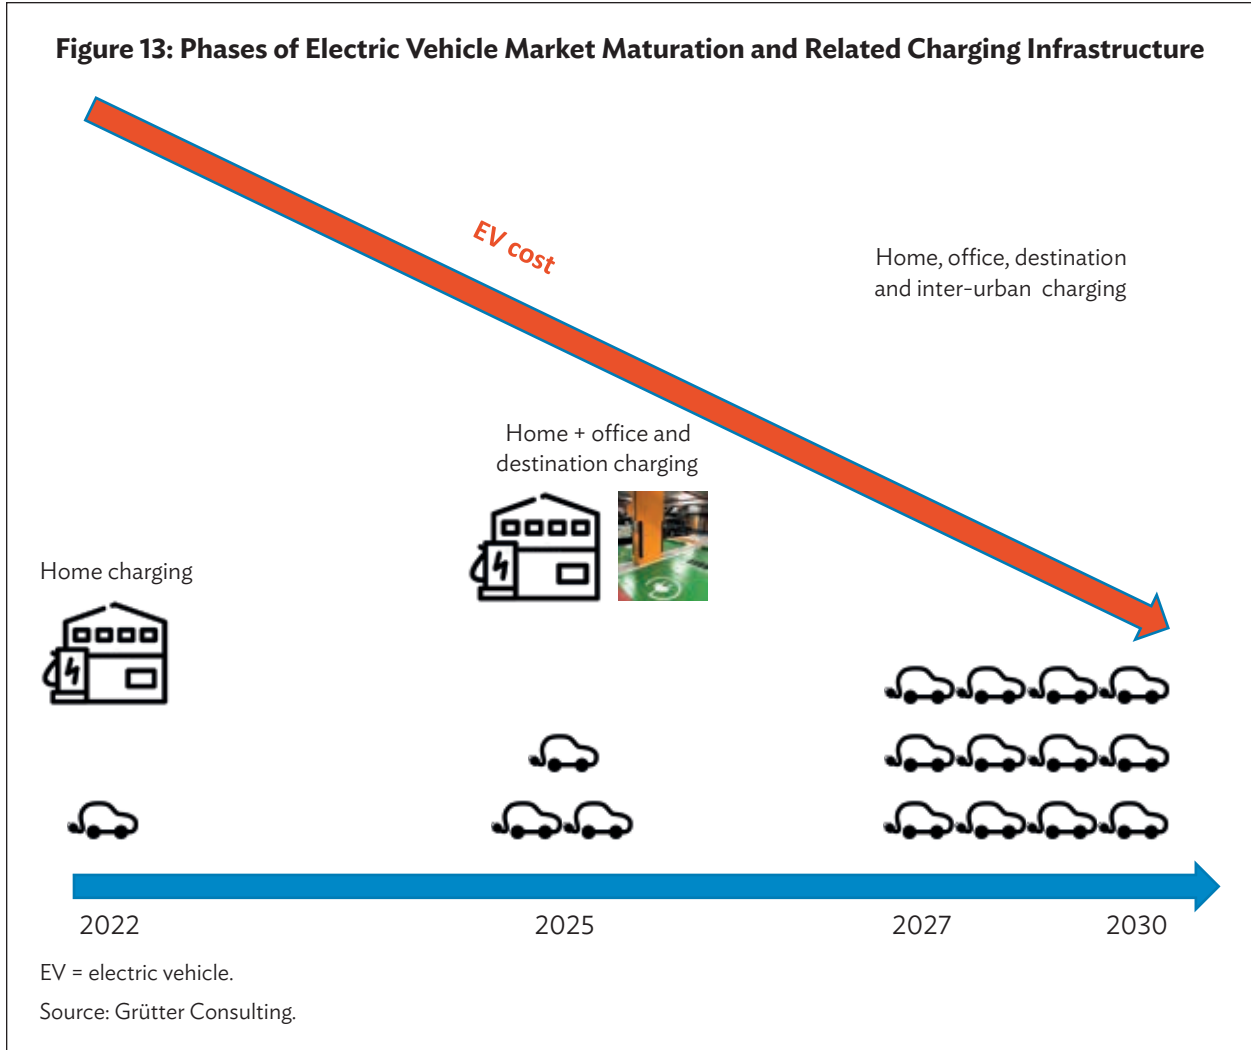 Figure 13: Phases of Electric Vehicle Market Maturation and Related Charging Infrastructure
EV cost
Home, office, destination
and inter-urban charging
Home + office and
destination charging
Home charging
2022
2025
2027
2030
EV = electric vehicle.
Source: Grütter Consulting.